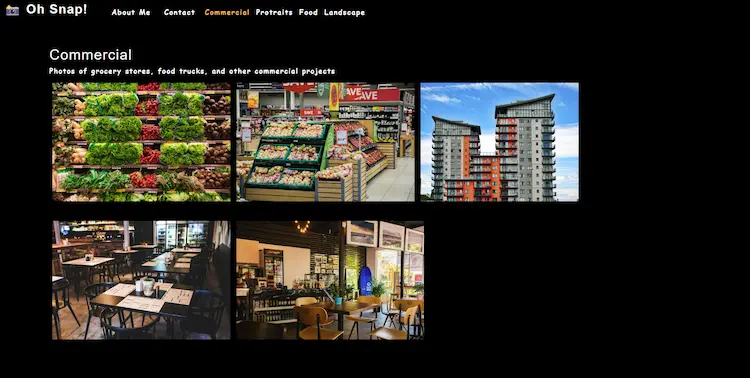 Oh Snap!
About Me Contact Commercial Protraits Food Landscape
Commercial
Photos of grocery stores, food trucks, and other commercial projects
SAVE
SAVE